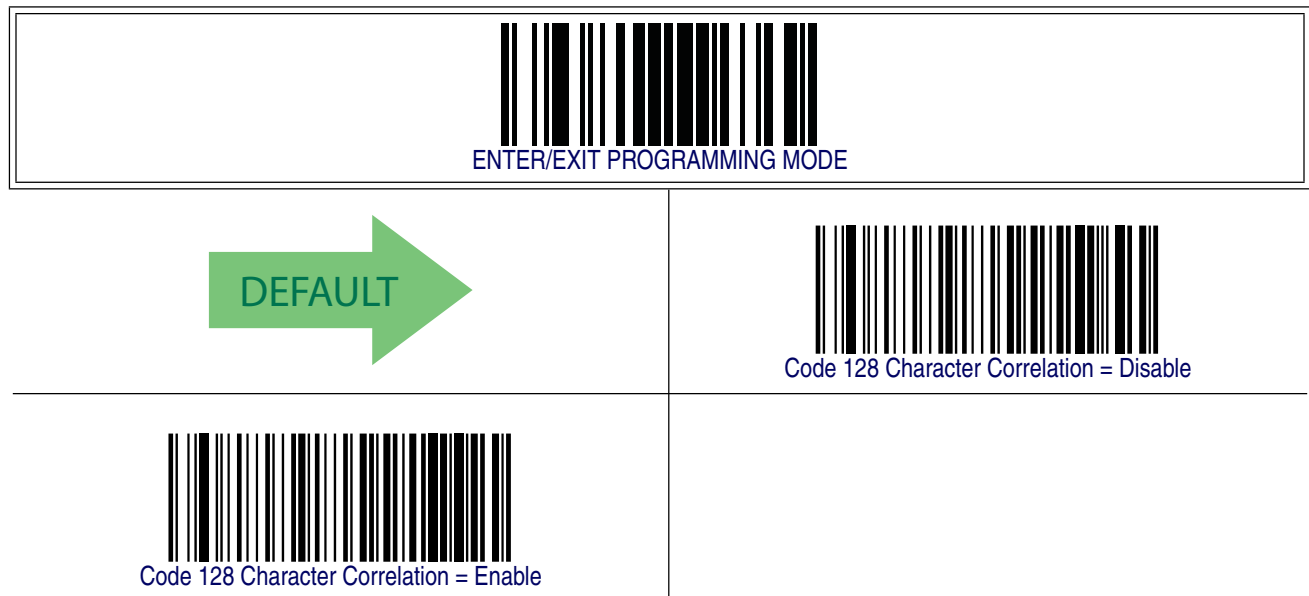 ENTER/EXIT PROGRAMMING MODE
DEFAULT
Code 128 Character Correlation = Disable
Code 128 Character Correlation = Enable